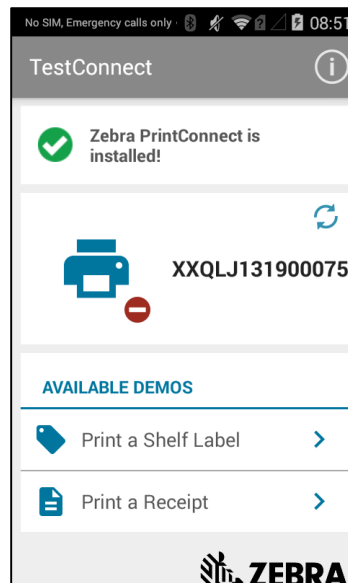 No SIM, Emergency calls only · 08:51
TestConnect
Zebra PrintConnect is
installed!
XXQLJ131900075
AVAILABLE DEMOS
Print a Shelf Label
Print a Receipt
ZEBRA